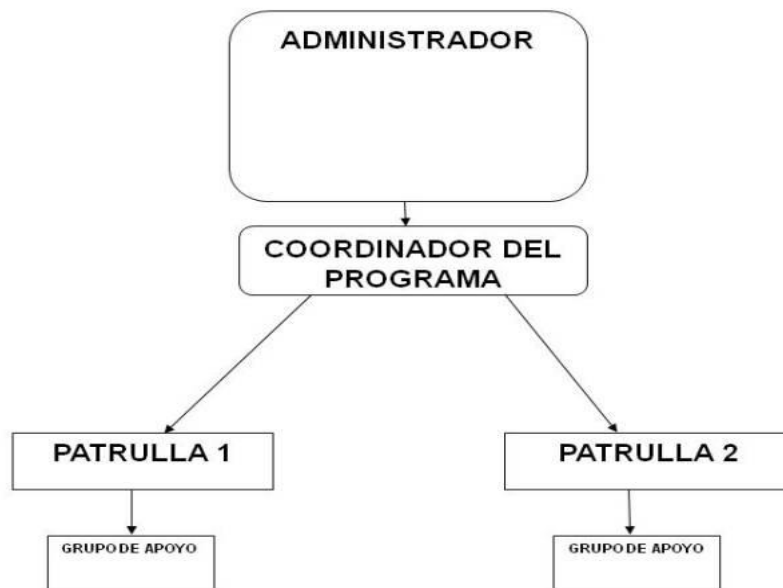 ADMINISTRADOR
COORDINADOR DEL
PROGRAMA
PATRULLA 1
PATRULLA 2
GRUPO DE APOYO
GRUPO DE APOYO